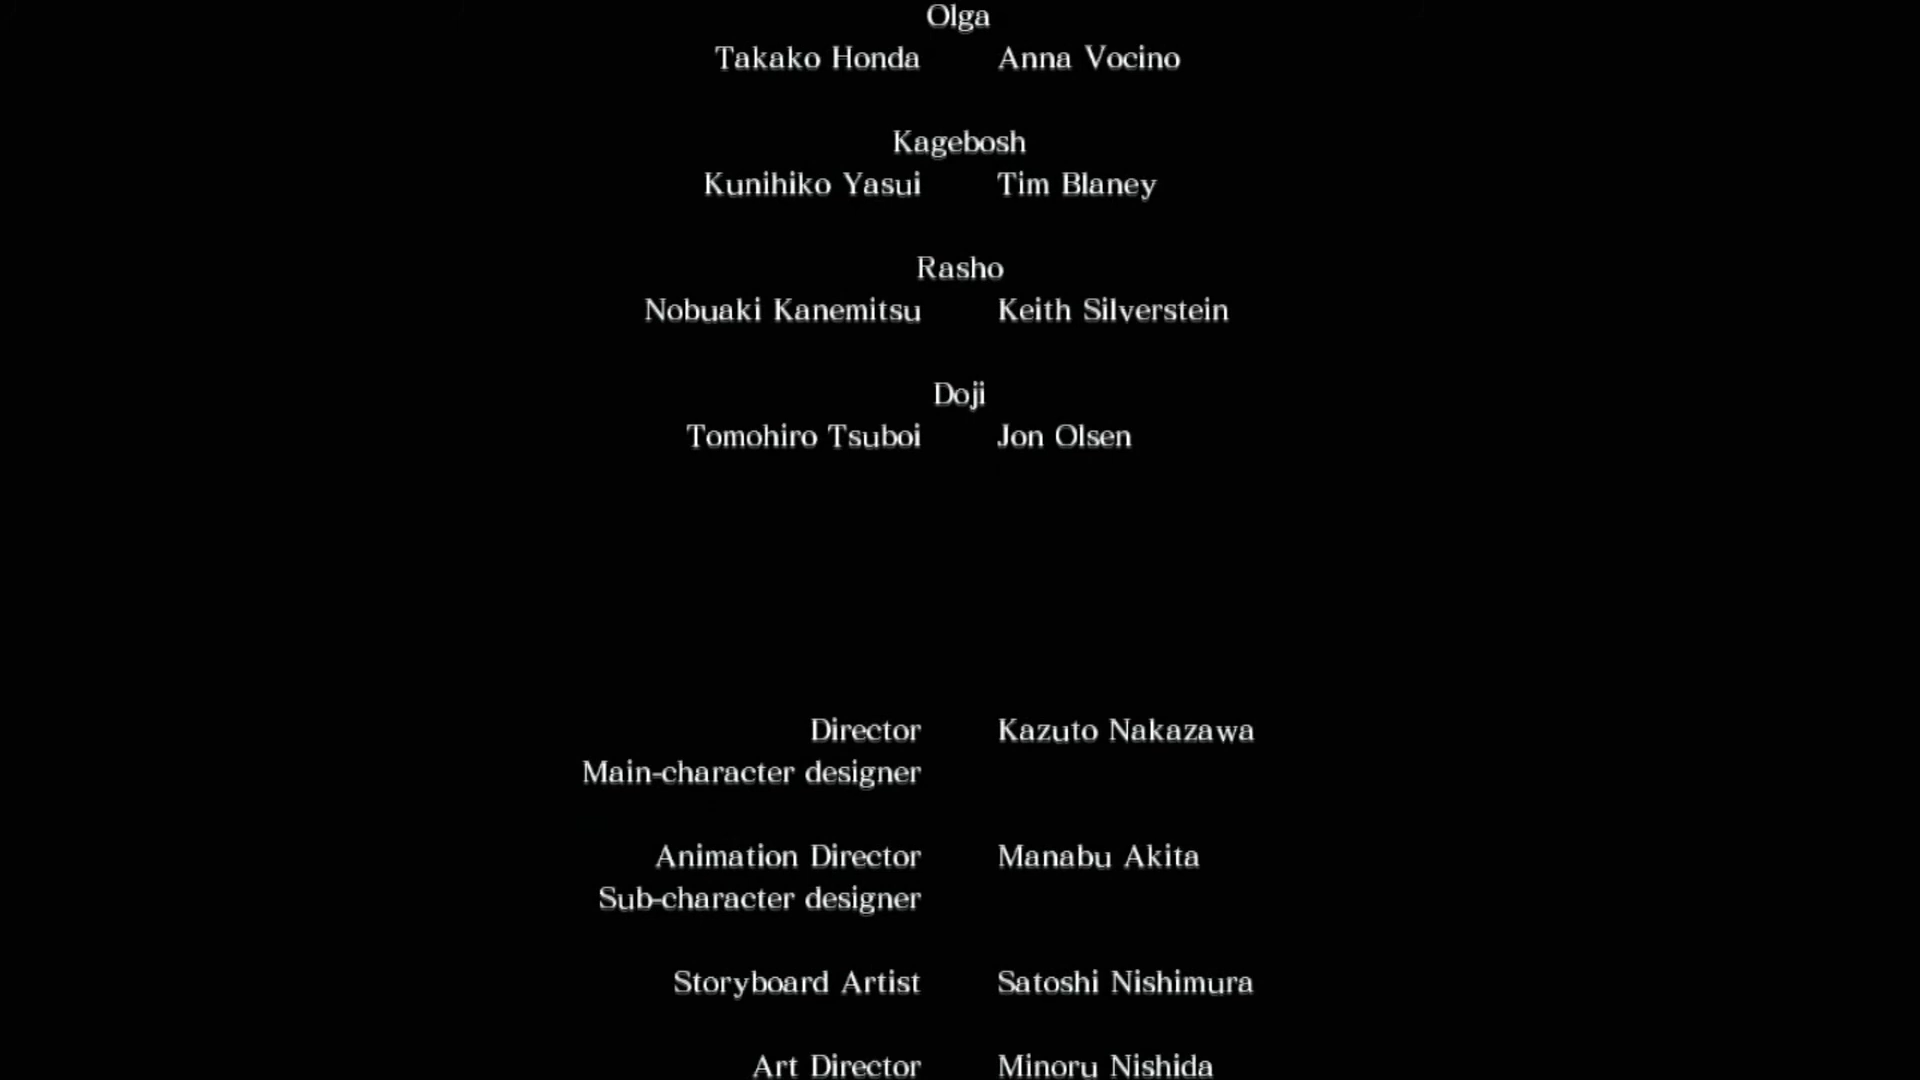 Olga
Takako Honda Anna Vocino
Kagebosh
Kunihiko Yasui Tim Blaney
Rasho
Nobuaki Kanemitsu Keith Silverstein
Doji
Tomohiro Tsuboi Jon Olsen
Director Kazuto Nakazawa
Main-character designer
Animation Director Manabu Akita
Sub-character designer
Storyboard Artist Satoshi Nishimura
Art Director Minoru Nishida